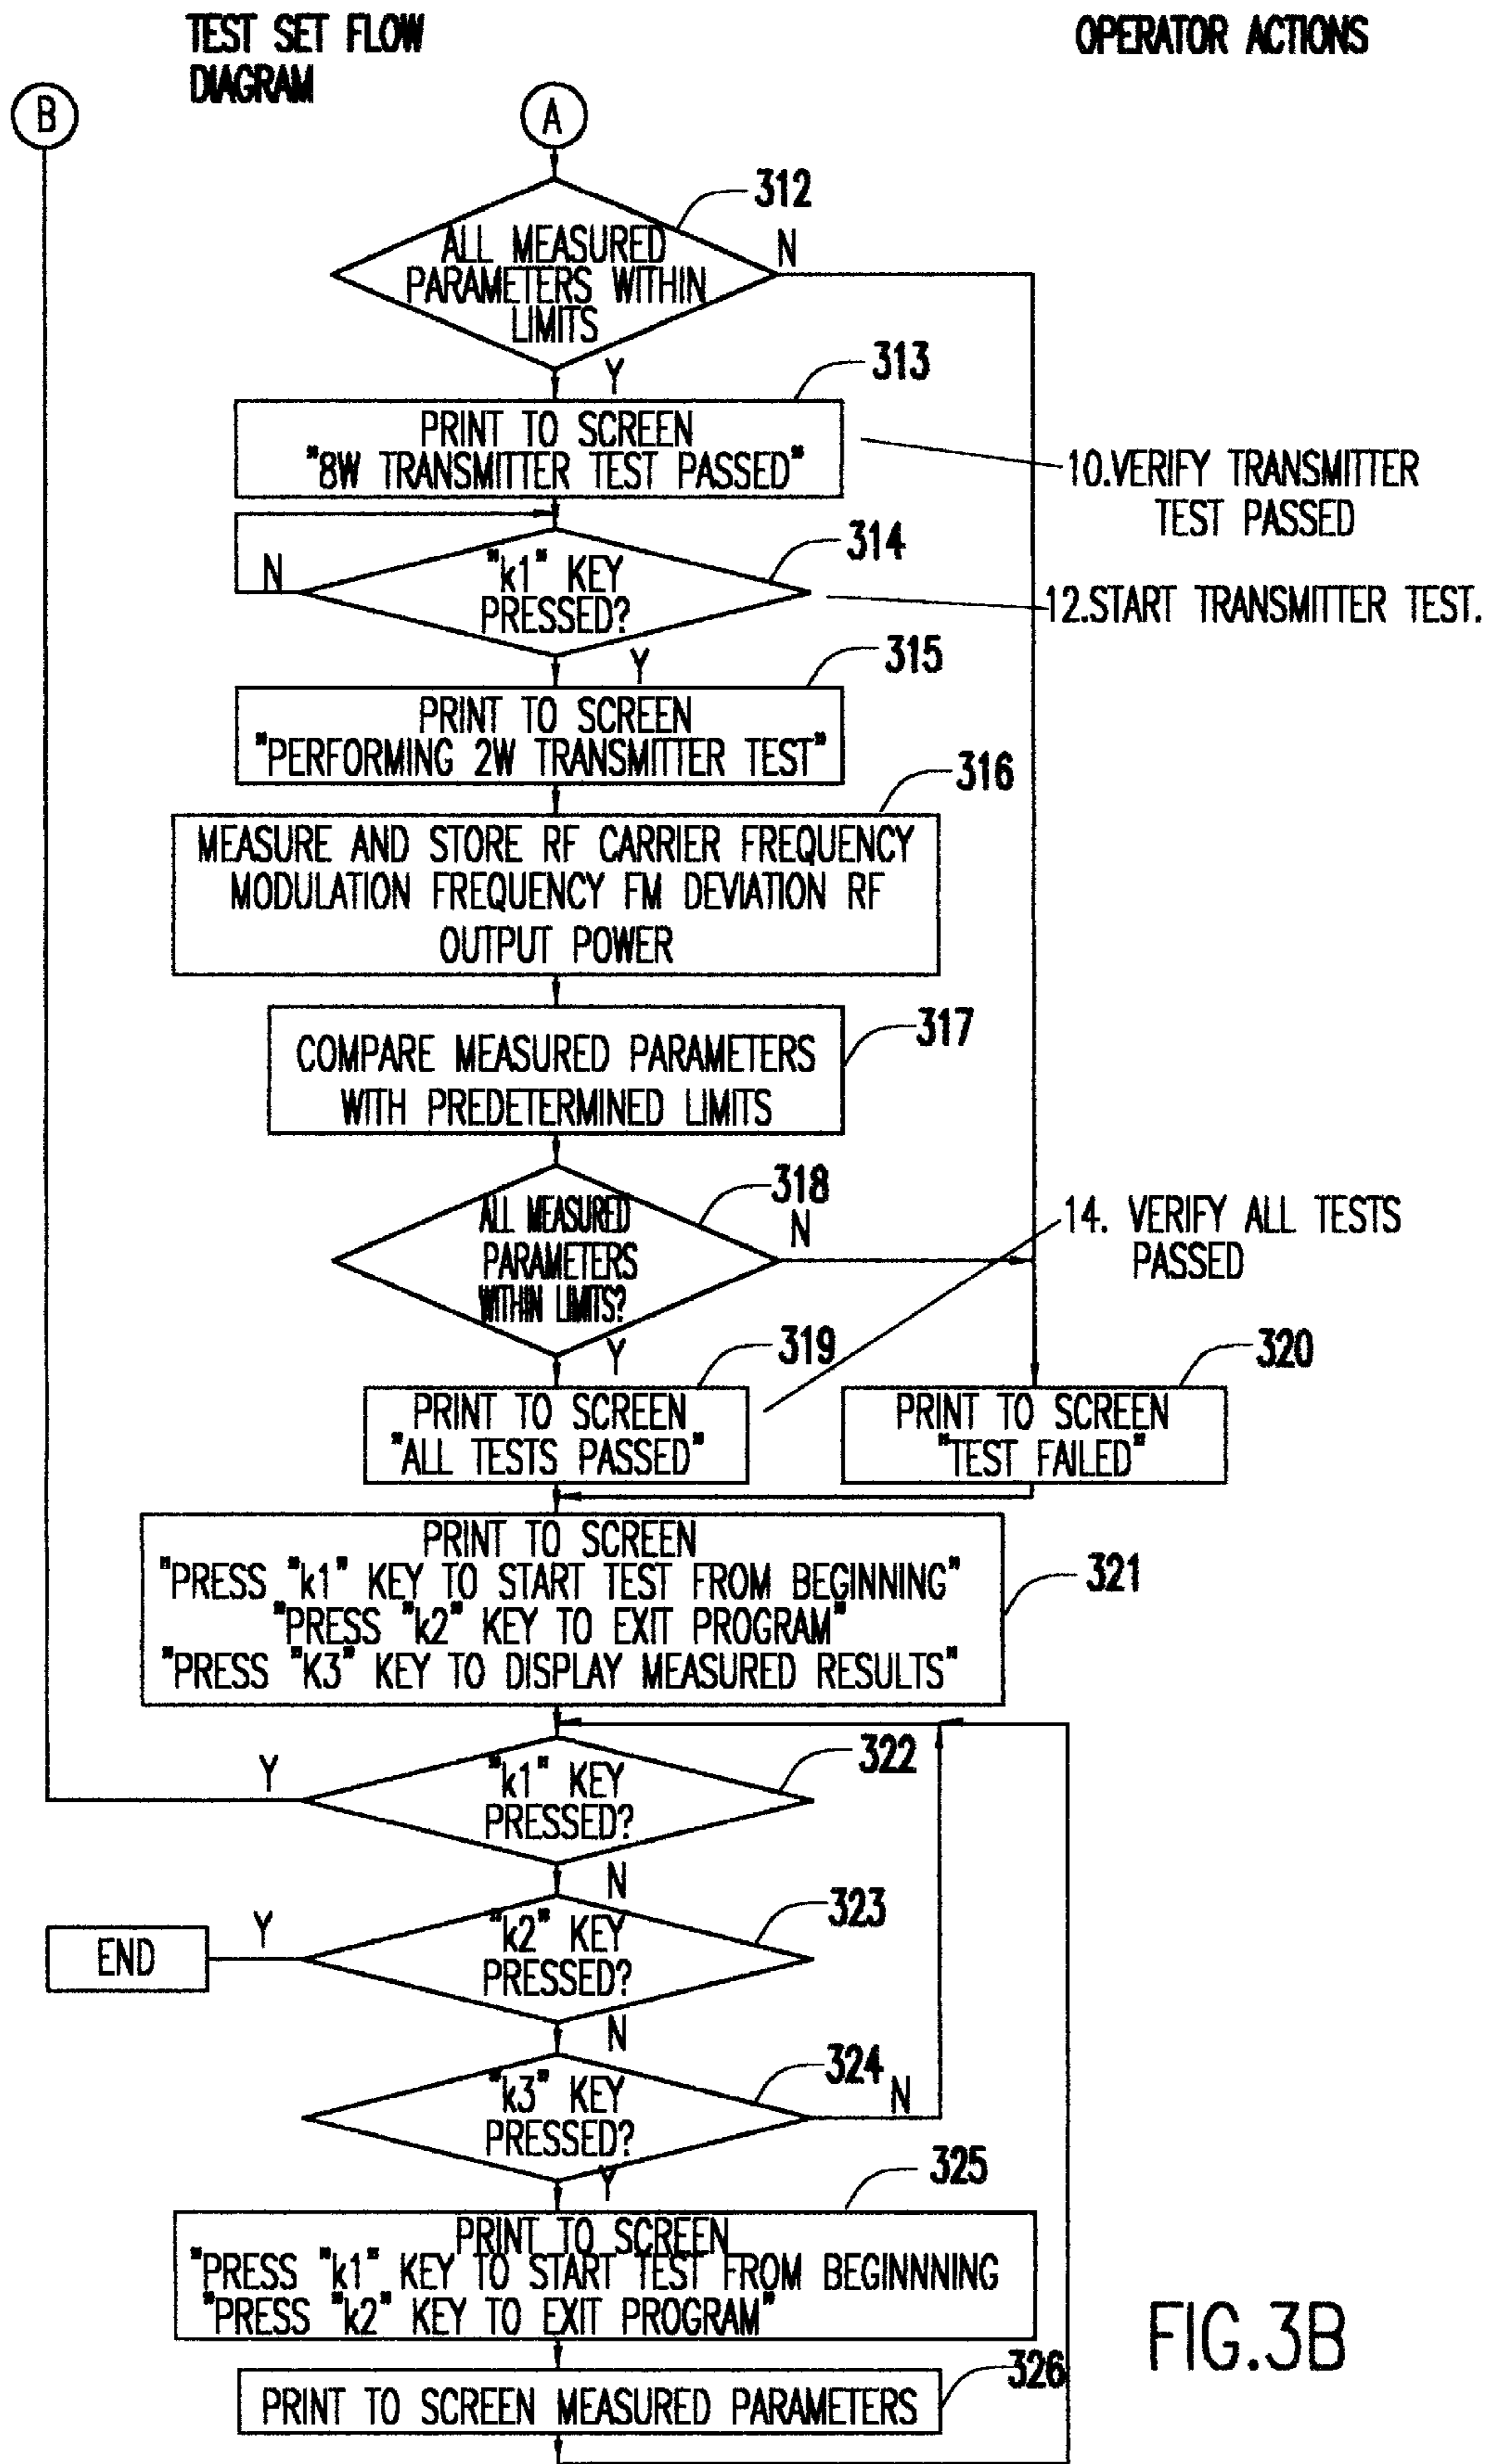 TEST SET FLOW
DIAGRAM
OPERATOR ACTIONS
B
A
312
ALL MEASURED
PARAMETERS WITHIN
LIMITS
N
Y
313
PRINT TO SCREEN
"8W TRANSMITTER TEST PASSED"
10.VERIFY TRANSMITTER
TEST PASSED
314
N
"k1" KEY
PRESSED?
12.START TRANSMITTER TEST.
Y
315
PRINT TO SCREEN
"PERFORMING 2W TRANSMITTER TEST"
316
MEASURE AND STORE RF CARRIER FREQUENCY
MODULATION FREQUENCY FM DEVIATION RF
OUTPUT POWER
317
COMPARE MEASURED PARAMETERS
WITH PREDETERMINED LIMITS
318
ALL MEASURED
PARAMETERS
WITHIN LIMITS?
N
14. VERIFY ALL TESTS
PASSED
Y
319
PRINT TO SCREEN
"ALL TESTS PASSED"
320
PRINT TO SCREEN
"TEST FAILED"
PRINT TO SCREEN
"PRESS "k1" KEY TO START TEST FROM BEGINNING"
"PRESS "k2" KEY TO EXIT PROGRAM"
"PRESS "K3" KEY TO DISPLAY MEASURED RESULTS"
321
322
Y
"k1" KEY
PRESSED?
N
323
END
Y
"k2" KEY
PRESSED?
N
324
"k3" KEY
PRESSED?
N
Y
325
PRINT TO SCREEN
"PRESS "k1" KEY TO START TEST FROM BEGINNNING
"PRESS "k2" KEY TO EXIT PROGRAM"
326
PRINT TO SCREEN MEASURED PARAMETERS
FIG.3B